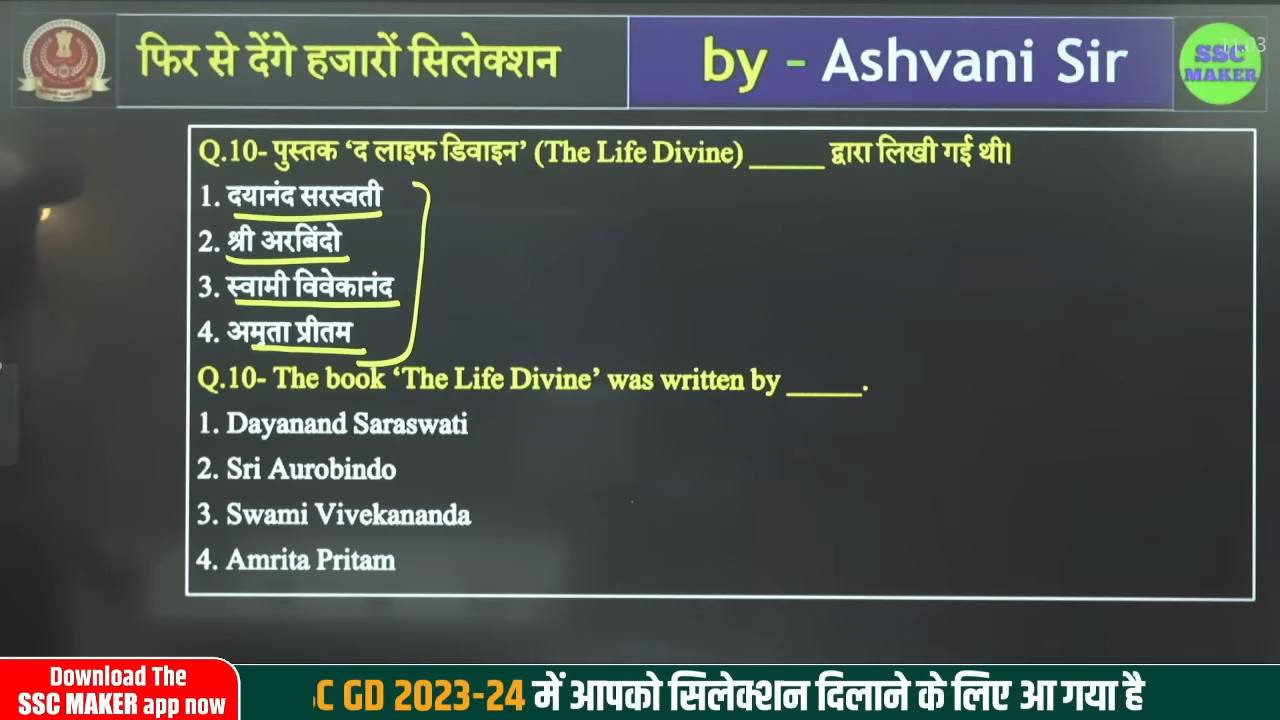 फिर से देंगे हजारों सिलेक्शन
by - Ashvani Sir
SSC
MAKER
Q.10- पुस्तक ‘द लाइफ डिवाइन’ (The Life Divine) _____ द्वारा लिखी गई थी।
1. दयानंद सरस्वती
2. श्री अरबिंदो
3. स्वामी विवेकानंद
4. अमृता प्रीतम
Q.10- The book ‘The Life Divine’ was written by _____.
1. Dayanand Saraswati
2. Sri Aurobindo
3. Swami Vivekananda
4. Amrita Pritam
Download The
SSC MAKER app now
C GD 2023-24 में आपको सिलेक्शन दिलाने के लिए आ गया है